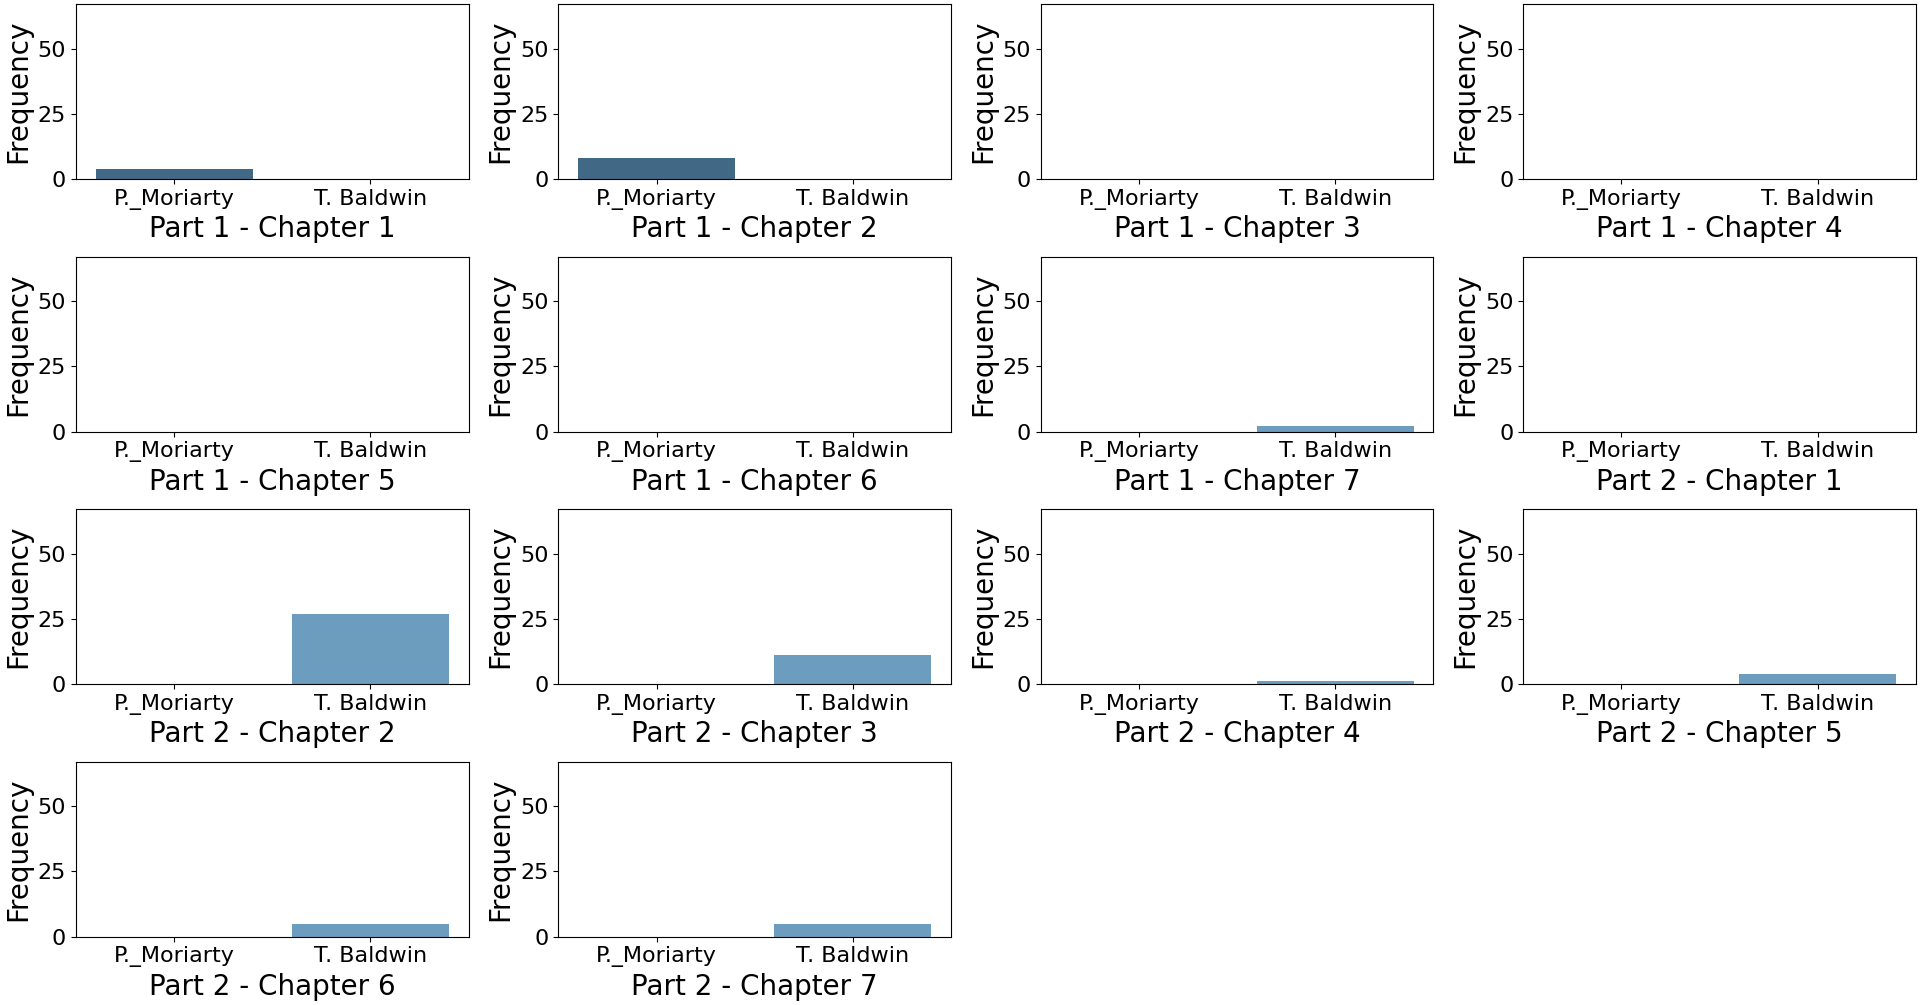 Frequency
50
25
0
P._Moriarty T. Baldwin
Part 1 - Chapter 1
Frequency
50
25
0
P._Moriarty T. Baldwin
Part 1 - Chapter 2
Frequency
50
25
0
P._Moriarty T. Baldwin
Part 1 - Chapter 3
Frequency
50
25
0
P._Moriarty T. Baldwin
Part 1 - Chapter 4
Frequency
50
25
0
P._Moriarty T. Baldwin
Part 1 - Chapter 5
Frequency
50
25
0
P._Moriarty T. Baldwin
Part 1 - Chapter 6
Frequency
50
25
0
P._Moriarty T. Baldwin
Part 1 - Chapter 7
Frequency
50
25
0
P._Moriarty T. Baldwin
Part 2 - Chapter 1
Frequency
50
25
0
P._Moriarty T. Baldwin
Part 2 - Chapter 2
Frequency
50
25
0
P._Moriarty T. Baldwin
Part 2 - Chapter 3
Frequency
50
25
0
P._Moriarty T. Baldwin
Part 2 - Chapter 4
Frequency
50
25
0
P._Moriarty T. Baldwin
Part 2 - Chapter 5
Frequency
50
25
0
P._Moriarty T. Baldwin
Part 2 - Chapter 6
Frequency
50
25
0
P._Moriarty T. Baldwin
Part 2 - Chapter 7